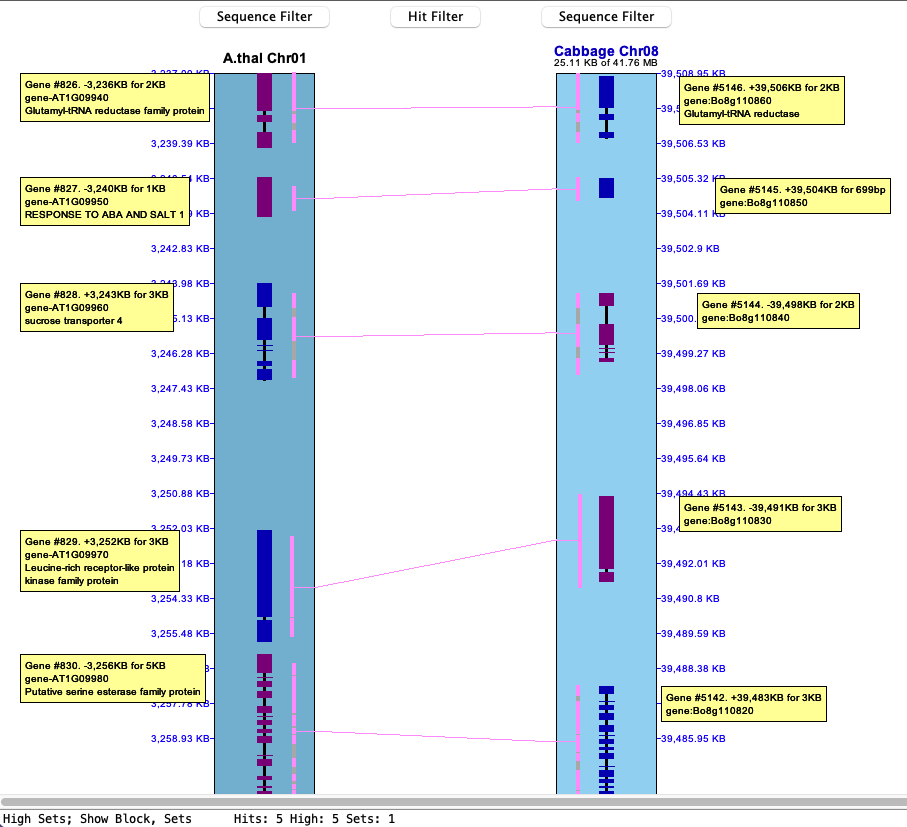 Sequence Filter
Hit Filter
Sequence Filter
A.thal Chr01
Cabbage Chr08
25.11 KB of 41.76 MB
Gene #826. -3,236KB for 2KB
gene-AT1G09940
Glutamyl-tRNA reductase family protein
3,239.39 KB
Gene #827. -3,240KB for 1KB
gene-AT1G09950
RESPONSE TO ABA AND SALT 1
3,242.83 KB
Gene #828. +3,243KB for 3KB
gene-AT1G09960
sucrose transporter 4
3,246.28 KB
3,247.43 KB
3,248.58 KB
3,249.73 KB
3,250.88 KB
Gene #829. +3,252KB for 3KB
gene-AT1G09970
Leucine-rich receptor-like protein
kinase family protein
3,254.33 KB
3,255.48 KB
Gene #830. -3,256KB for 5KB
gene-AT1G09980
Putative serine esterase family protein
3,258.93 KB
39,508.95 KB
Gene #5146. +39,506KB for 2KB
gene:Bo8g110860
Glutamyl-tRNA reductase
39,506.53 KB
39,505.32 KB
Gene #5145. +39,504KB for 699bp
gene:Bo8g110850
39,504.11 KB
39,502.9 KB
39,501.69 KB
Gene #5144. -39,498KB for 2KB
gene:Bo8g110840
39,500.
39,499.27 KB
39,498.06 KB
39,496.85 KB
39,495.64 KB
39,494.43 KB
Gene #5143. -39,491KB for 3KB
gene:Bo8g110830
39,492.01 KB
39,490.8 KB
39,489.59 KB
39,488.38 KB
Gene #5142. +39,483KB for 3KB
gene:Bo8g110820
39,485.95 KB
High Sets; Show Block, Sets
Hits: 5 High: 5 Sets: 1